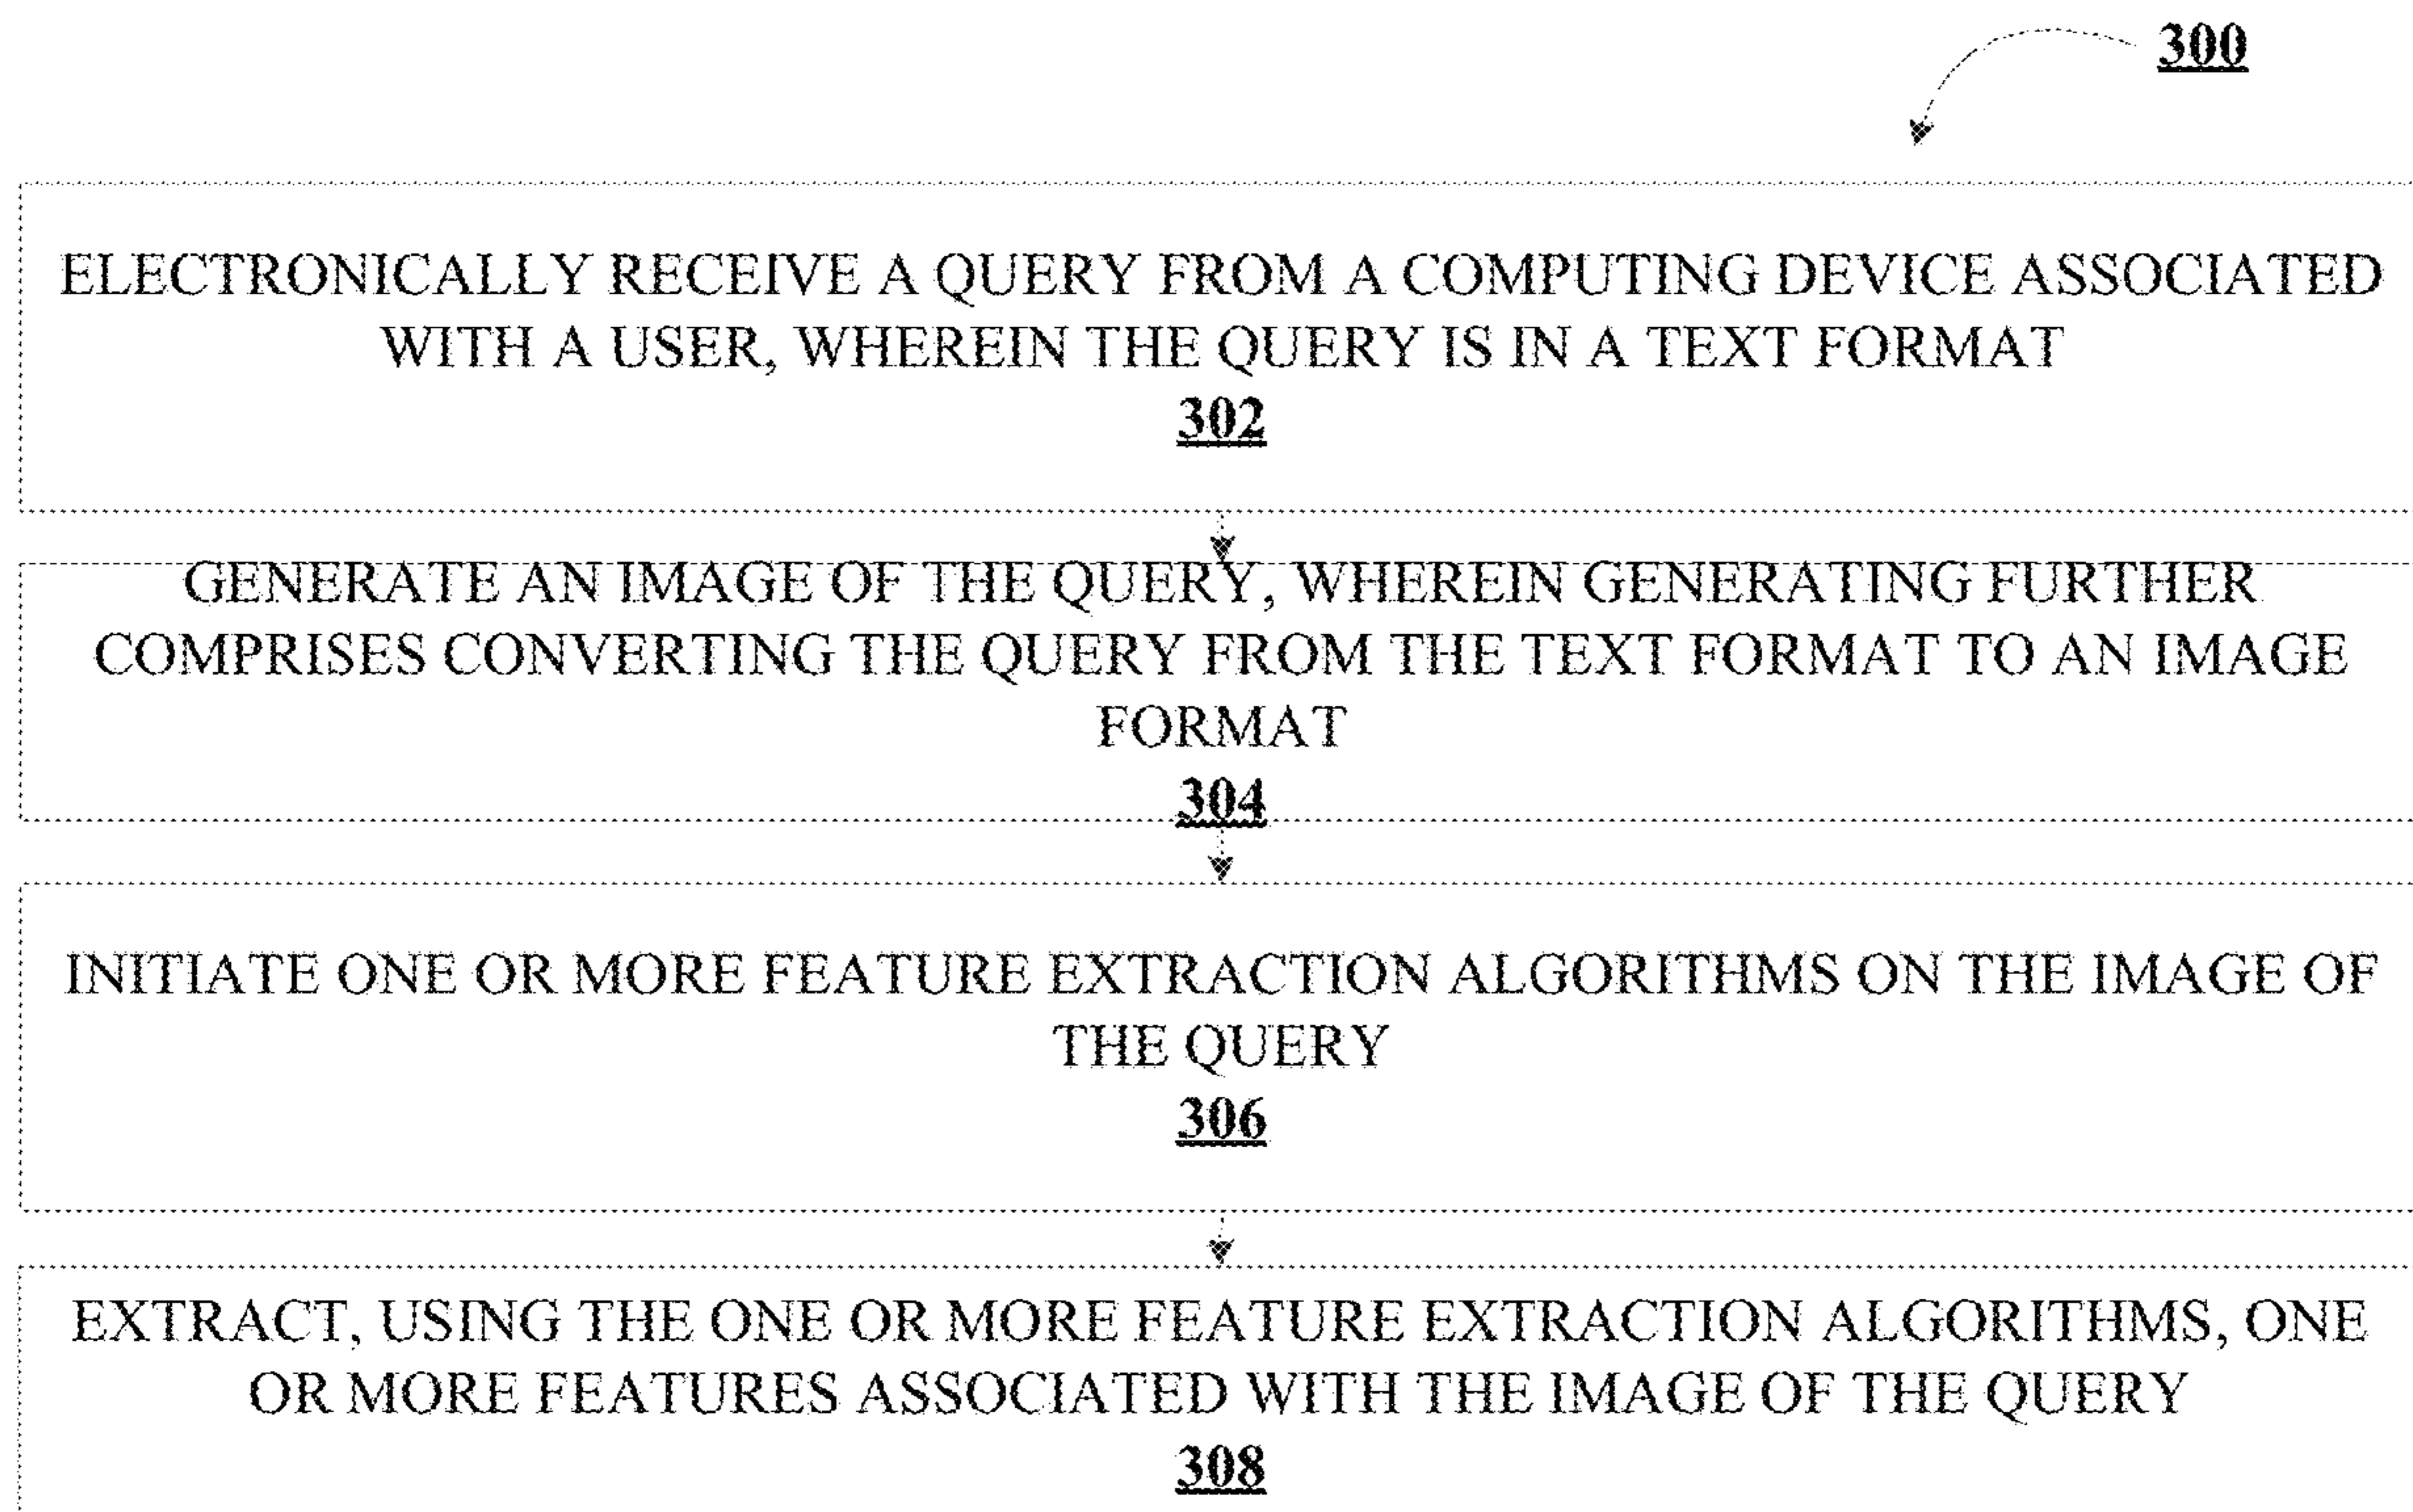 300
ELECTRONICALLY RECEIVE A QUERY FROM A COMPUTING DEVICE ASSOCIATED
WITH A USER, WHEREIN THE QUERY IS IN A TEXT FORMAT
302
GENERATE AN IMAGE OF THE QUERY, WHEREIN GENERATING FURTHER
COMPRISES CONVERTING THE QUERY FROM THE TEXT FORMAT TO AN IMAGE
FORMAT
304
INITIATE ONE OR MORE FEATURE EXTRACTION ALGORITHMS ON THE IMAGE OF
THE QUERY
306
EXTRACT, USING THE ONE OR MORE FEATURE EXTRACTION ALGORITHMS, ONE
OR MORE FEATURES ASSOCIATED WITH THE IMAGE OF THE QUERY
308